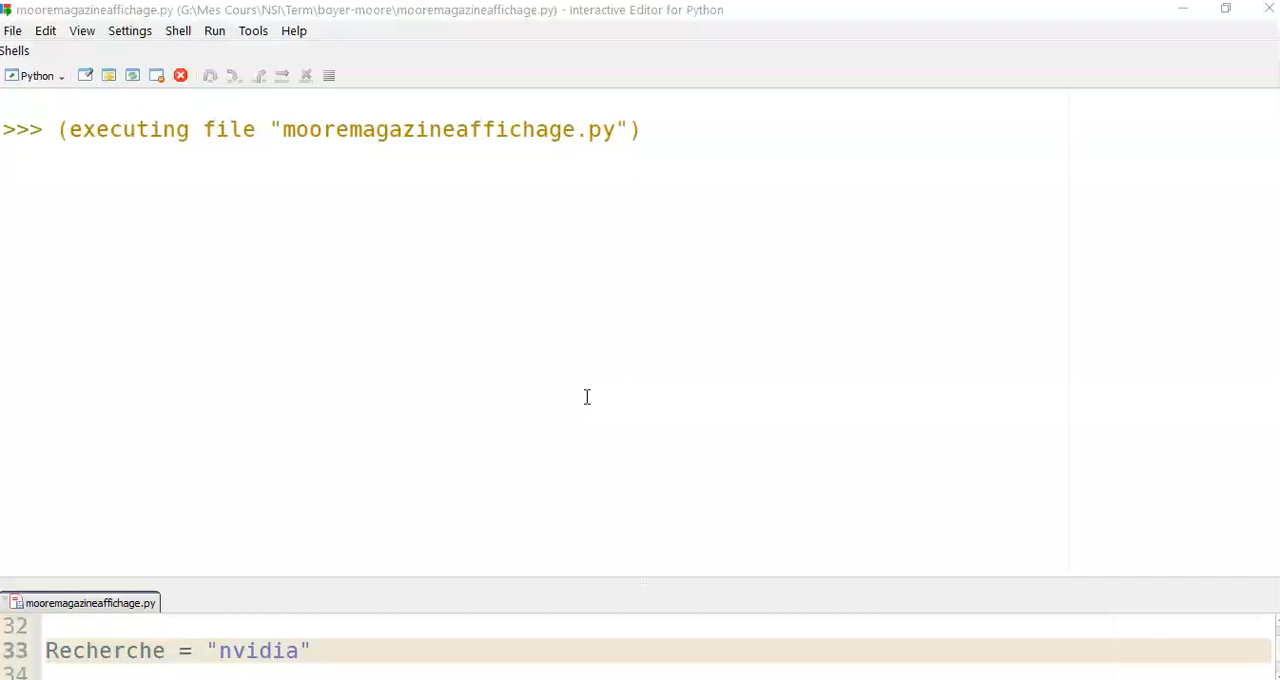 mooremagazineaffichage.py (G:\Mes Cours\NSI\Term\boyer-moore\mooremagazineaffichage.py) - Interactive Editor for Python
File Edit View Settings Shell Run Tools Help
Shells
Python
>>> (executing file "mooremagazineaffichage.py")
mooremagazineaffichage.py
32
33 Recherche = "nvidia"
34